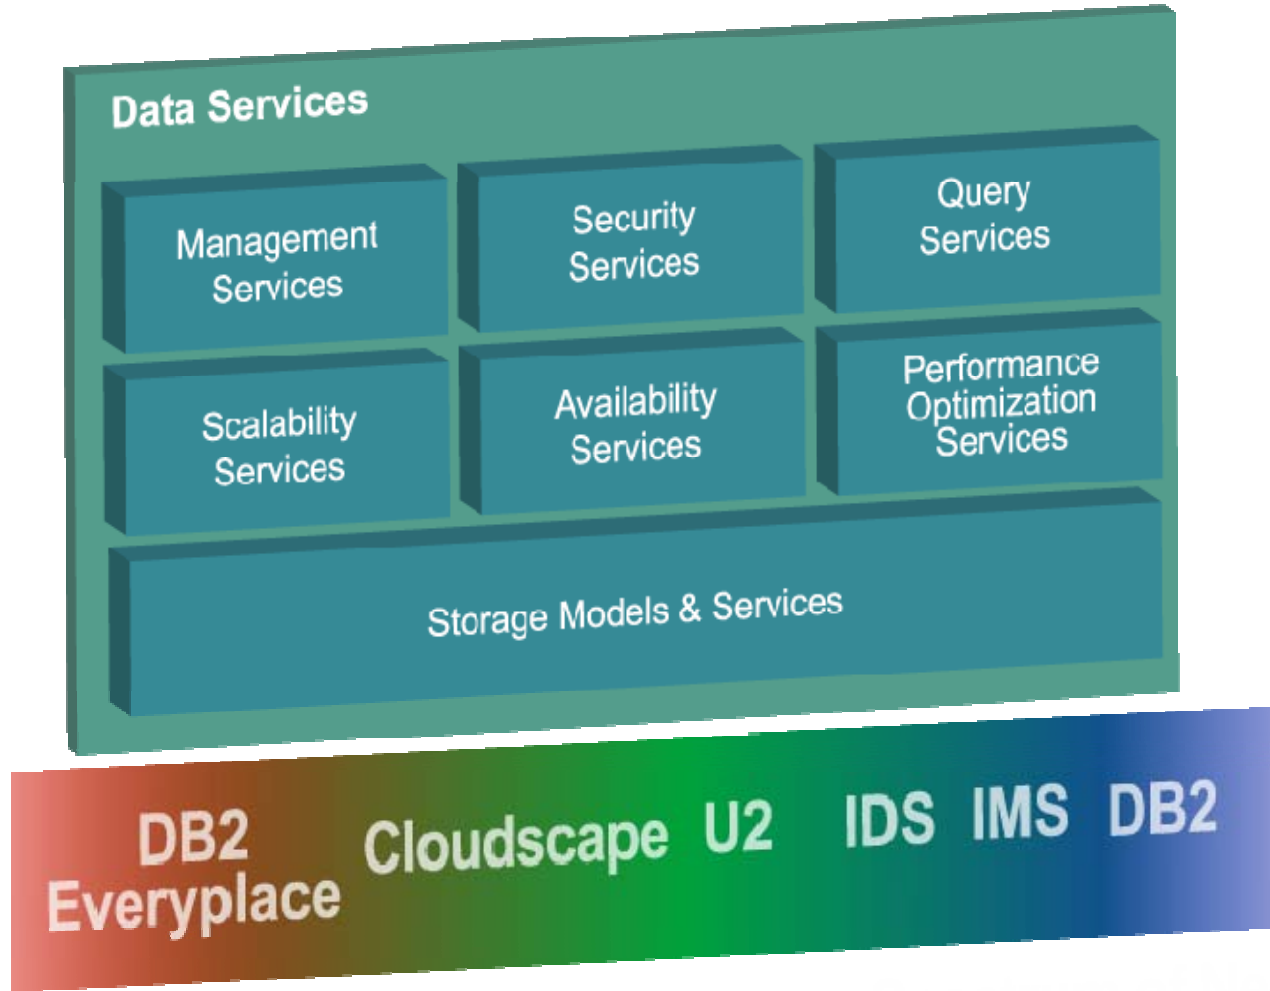 Data Services
Management
Services
Security
Services
Query
Services
Scalability
Services
Availability
Services
Performance
Optimization
Services
Storage Models & Services
DB2
Everyplace
Cloudscape
U2
IDS
IMS
DB2